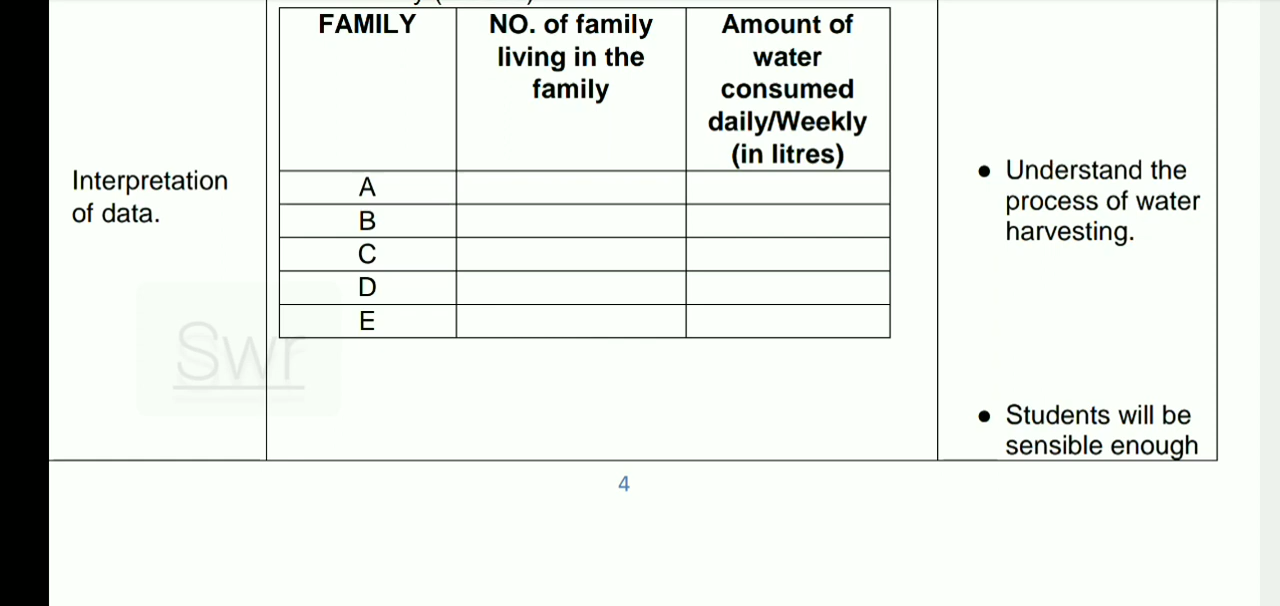 FAMILY
NO. of family
living in the
family
Amount of
water
consumed
daily/Weekly
(in litres)
Interpretation
of data.
A
B
C
D
E
Understand the
process of water
harvesting.
Swr
Students will be
sensible enough
4